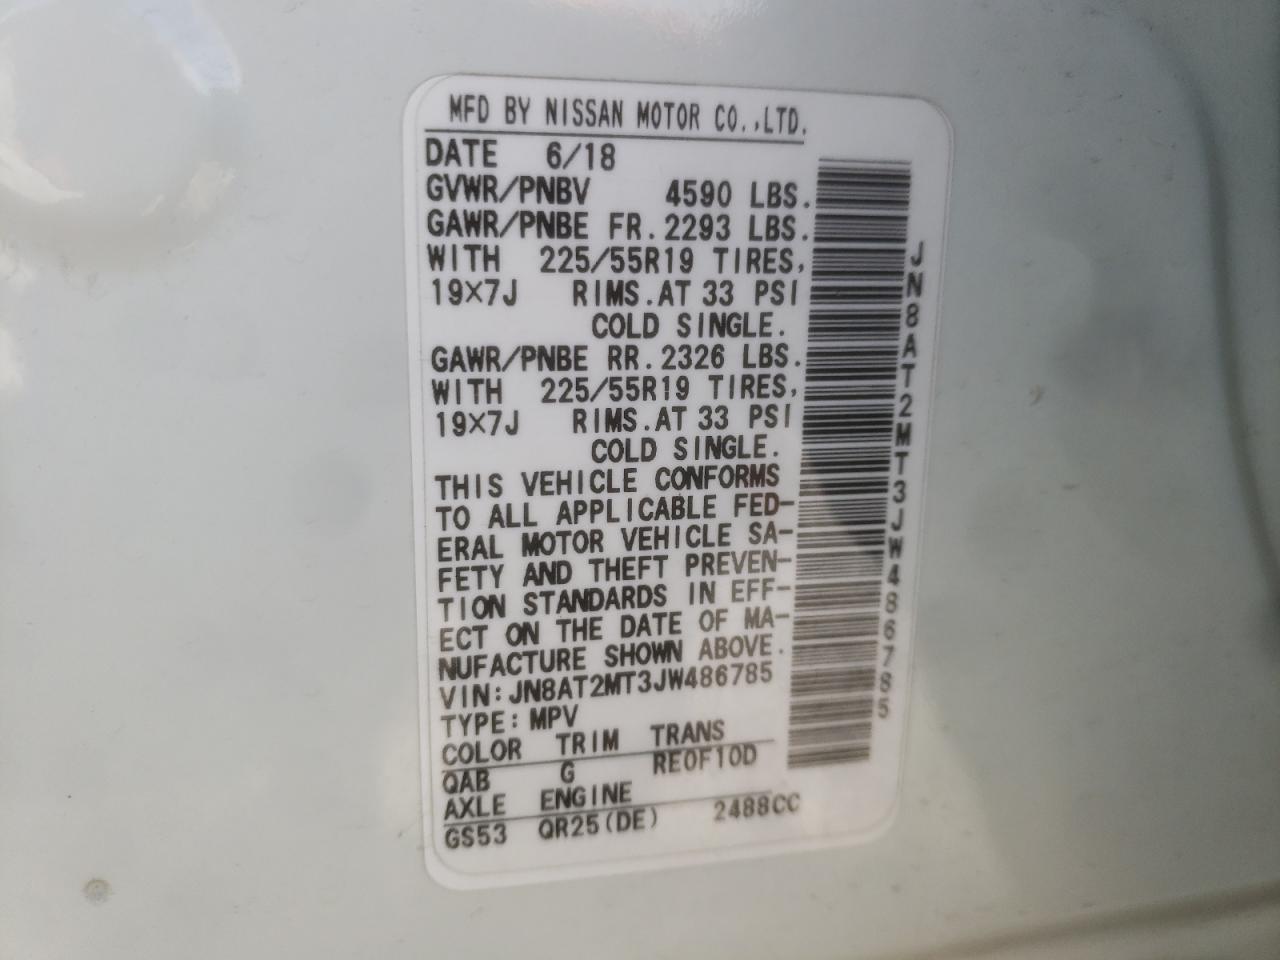 MFD BY NISSAN MOTOR CO.,LTD.
DATE 6/18
GVWR/PNBV 4590 LBS.
GAWR/PNBE FR.2293 LBS.
WITH 225/55R19 TIRES,
19X7J RIMS.AT 33 PSI
COLD SINGLE.
GAWR/PNBE RR.2326 LBS.
WITH 225/55R19 TIRES,
19X7J RIMS.AT 33 PSI
COLD SINGLE.
THIS VEHICLE CONFORMS
TO ALL APPLICABLE FED-
ERAL MOTOR VEHICLE SA-
FETY AND THEFT PREVEN-
TION STANDARDS IN EFF-
ECT ON THE DATE OF MA-
NUFACTURE SHOWN ABOVE.
VIN:JN8AT2MT3JW486785
TYPE:MPV
COLOR TRIM TRANS
QAB G RE0F10D
AXLE ENGINE
GS53 QR25(DE) 2488CC
JN8AT2MT3JW486785